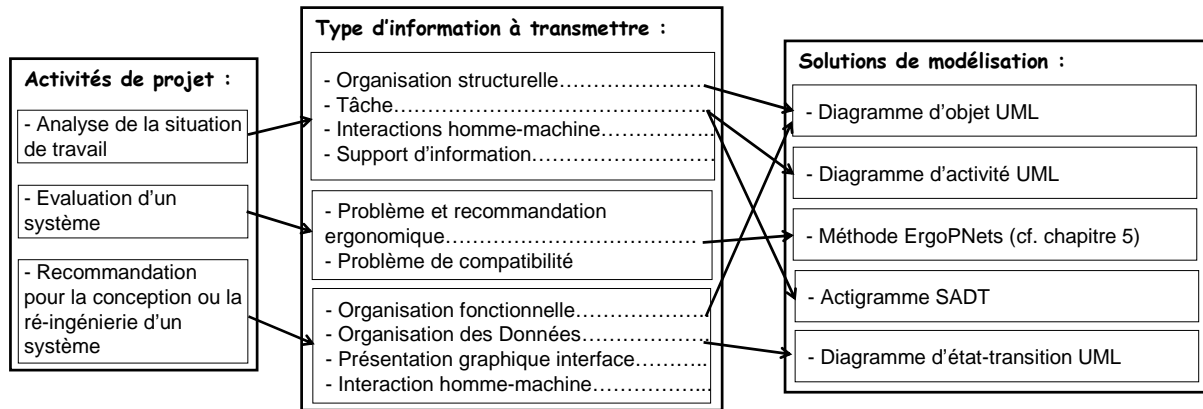 Activités de projet :
- Analyse de la situation
de travail
- Evaluation d'un
système
- Recommandation
pour la conception ou la
ré-ingénierie d'un
système
Type d'information à transmettre :
- Organisation structurelle……………………
- Tâche…………………………………………
- Interactions homme-machine………………
- Support d'information………………………
- Problème et recommandation
ergonomique……………………………………
- Problème de compatibilité
- Organisation fonctionnelle……………………
- Organisation des Données……………………
- Présentation graphique interface……………
- Interaction homme-machine…………………
Solutions de modélisation :
- Diagramme d'objet UML
- Diagramme d'activité UML
- Méthode ErgoPNets (cf. chapitre 5)
- Actigramme SADT
- Diagramme d'état-transition UML